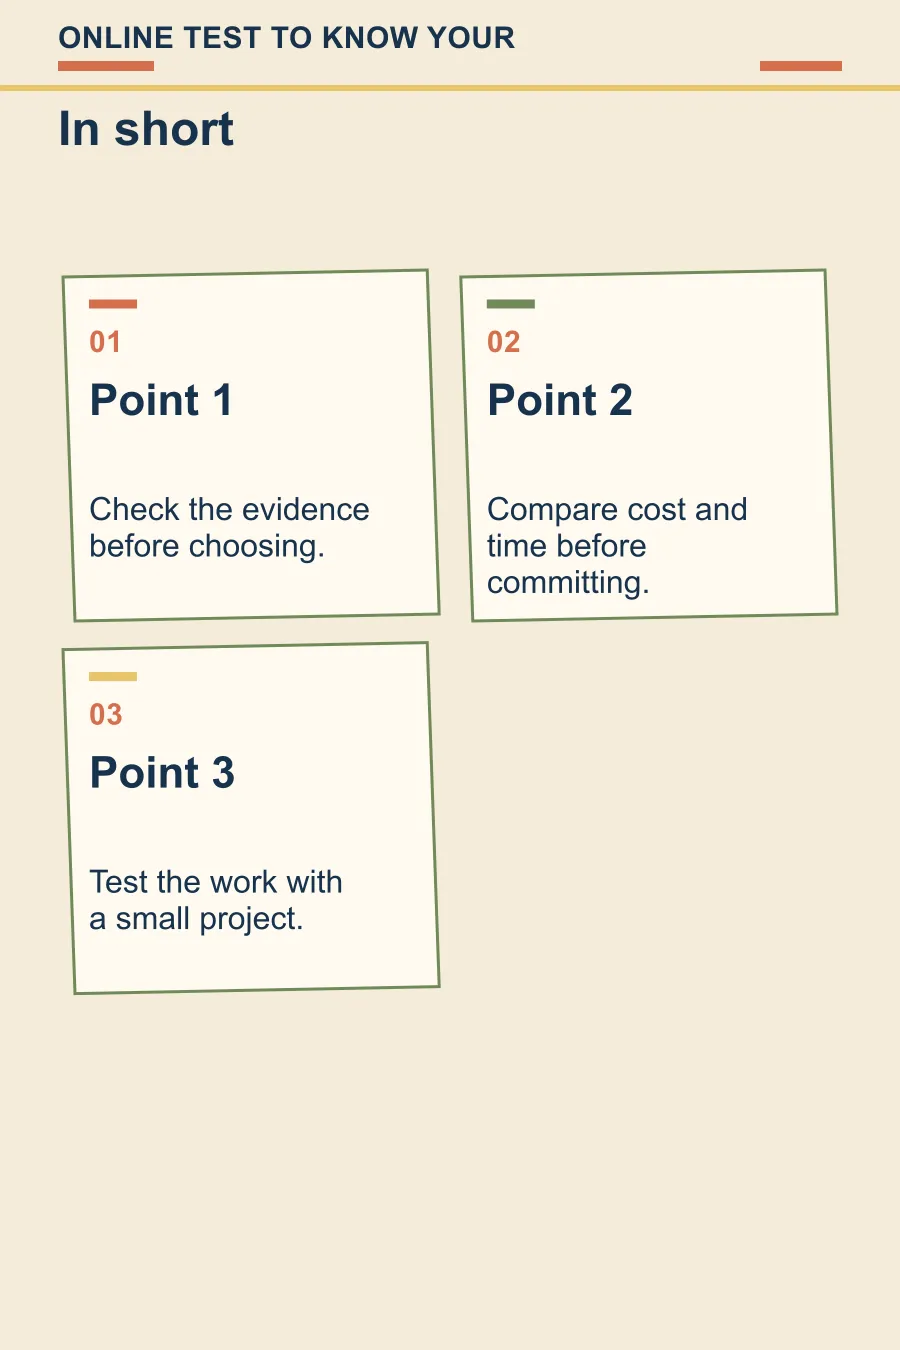 ONLINE TEST TO KNOW YOUR
In short
01
Point 1
Check the evidence
before choosing.
02
Point 2
Compare cost and
time before
committing.
03
Point 3
Test the work with
a small project.